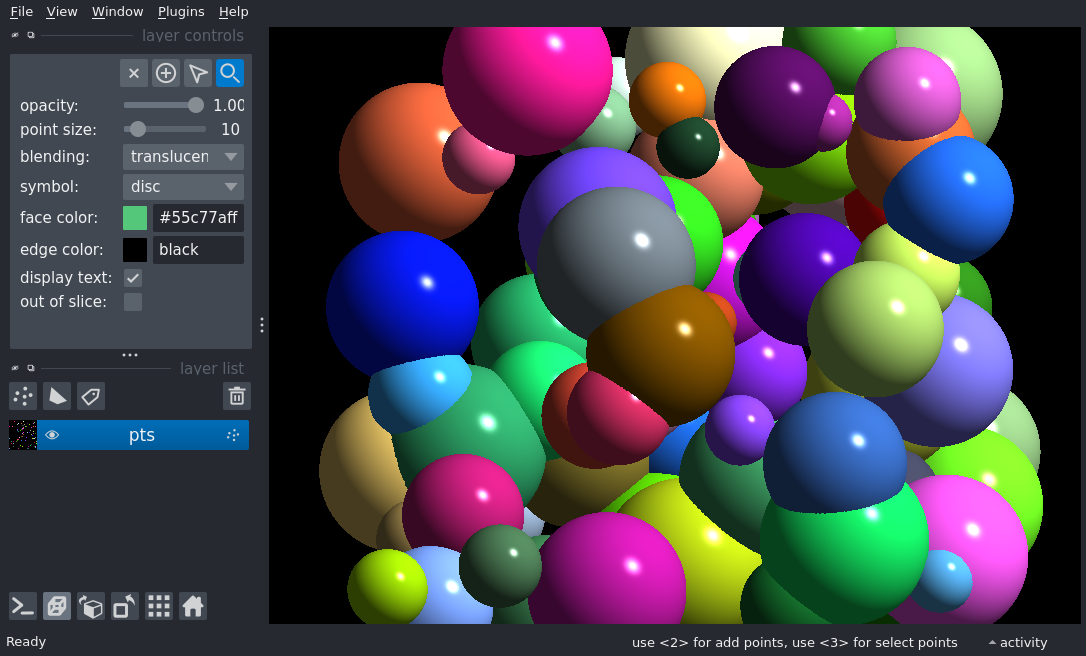 File View Window Plugins Help
layer controls
opacity: 1.00
point size: 10
blending: translucen
symbol: disc
face color: #55c77aff
edge color: black
display text:
out of slice:
layer list
pts
Ready
use <2> for add points, use <3> for select points
activity